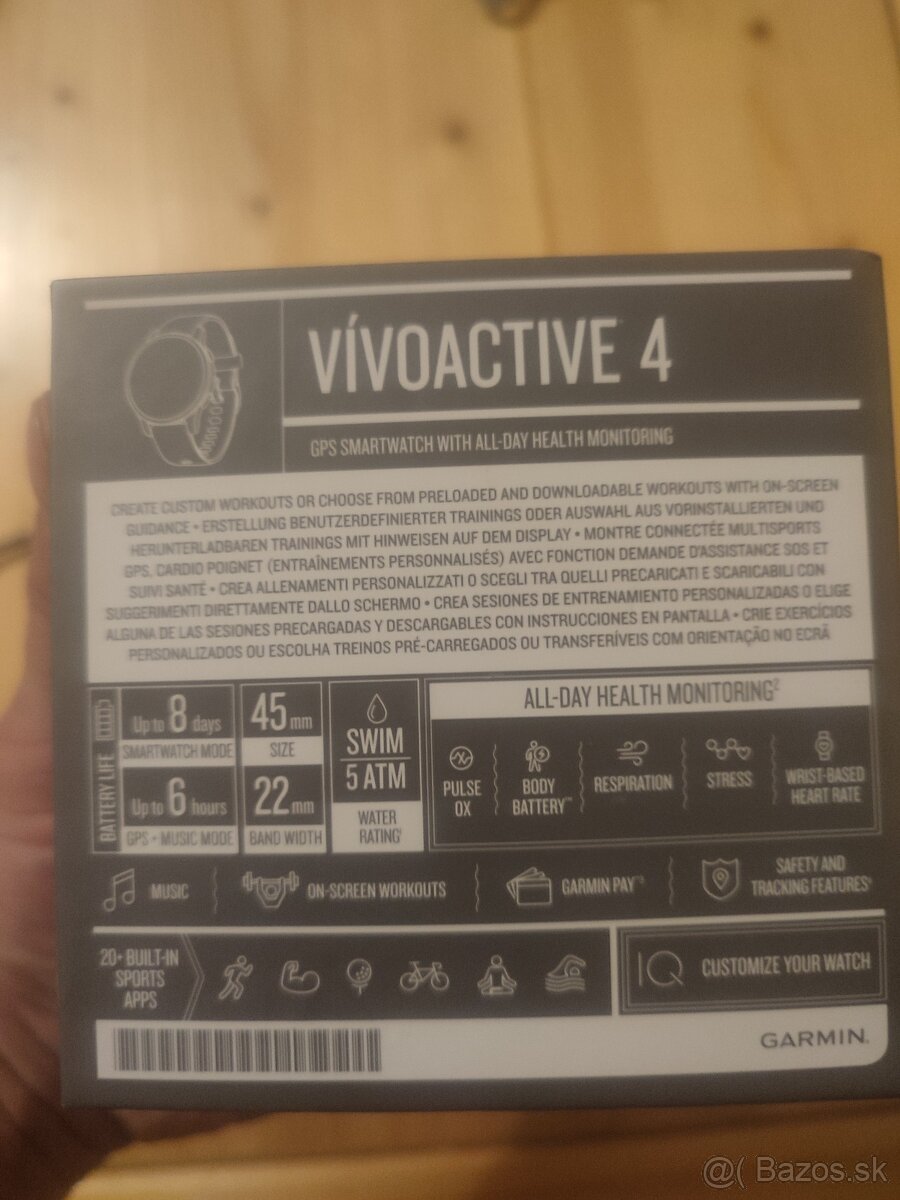 VÍVOACTIVE 4
GPS SMARTWATCH WITH ALL-DAY HEALTH MONITORING
CREATE CUSTOM WORKOUTS OR CHOOSE FROM PRELOADED AND DOWNLOADABLE WORKOUTS WITH ON-SCREEN
GUIDANCE • ERSTELLUNG BENUTZERDEFINIERTER TRAININGS ODER AUSWAHL AUS VORINSTALLIERTEN UND
HERUNTERLADBAREN TRAININGS MIT HINWEISEN AUF DEM DISPLAY • MONTRE CONNECTÉE MULTISPORTS
GPS, CARDIO POIGNET (ENTRAÎNEMENTS PERSONNALISÉS) AVEC FONCTION DEMANDE D'ASSISTANCE SOS ET
SUIVI SANTÉ • CREA ALLENAMENTI PERSONALIZZATI O SCEGLI TRA QUELLI PRECARICATI E SCARICABILI CON
SUGGERIMENTI DIRETTAMENTE DALLO SCHERMO • CREA SESIONES DE ENTRENAMIENTO PERSONALIZADAS O ELIGE
ALGUNA DE LAS SESIONES PRECARGADAS Y DESCARGABLES CON INSTRUCCIONES EN PANTALLA • CRIE EXERCÍCIOS
PERSONALIZADOS OU ESCOLHA TREINOS PRÉ-CARREGADOS OU TRANSFERÍVEIS COM ORIENTAÇÃO NO ECRÃ
BATTERY LIFE
Up to 8 days
SMARTWATCH MODE
Up to 6 hours
GPS + MUSIC MODE
45 mm
SIZE
22 mm
BAND WIDTH
SWIM
5 ATM
WATER
RATING¹
ALL-DAY HEALTH MONITORING²
PULSE
OX
BODY
BATTERY™
RESPIRATION
STRESS
WRIST-BASED
HEART RATE
MUSIC
ON-SCREEN WORKOUTS
GARMIN PAY™³
SAFETY AND
TRACKING FEATURES⁴
20+ BUILT-IN
SPORTS
APPS
IQ
CUSTOMIZE YOUR WATCH
GARMIN.
@( Bazos.sk